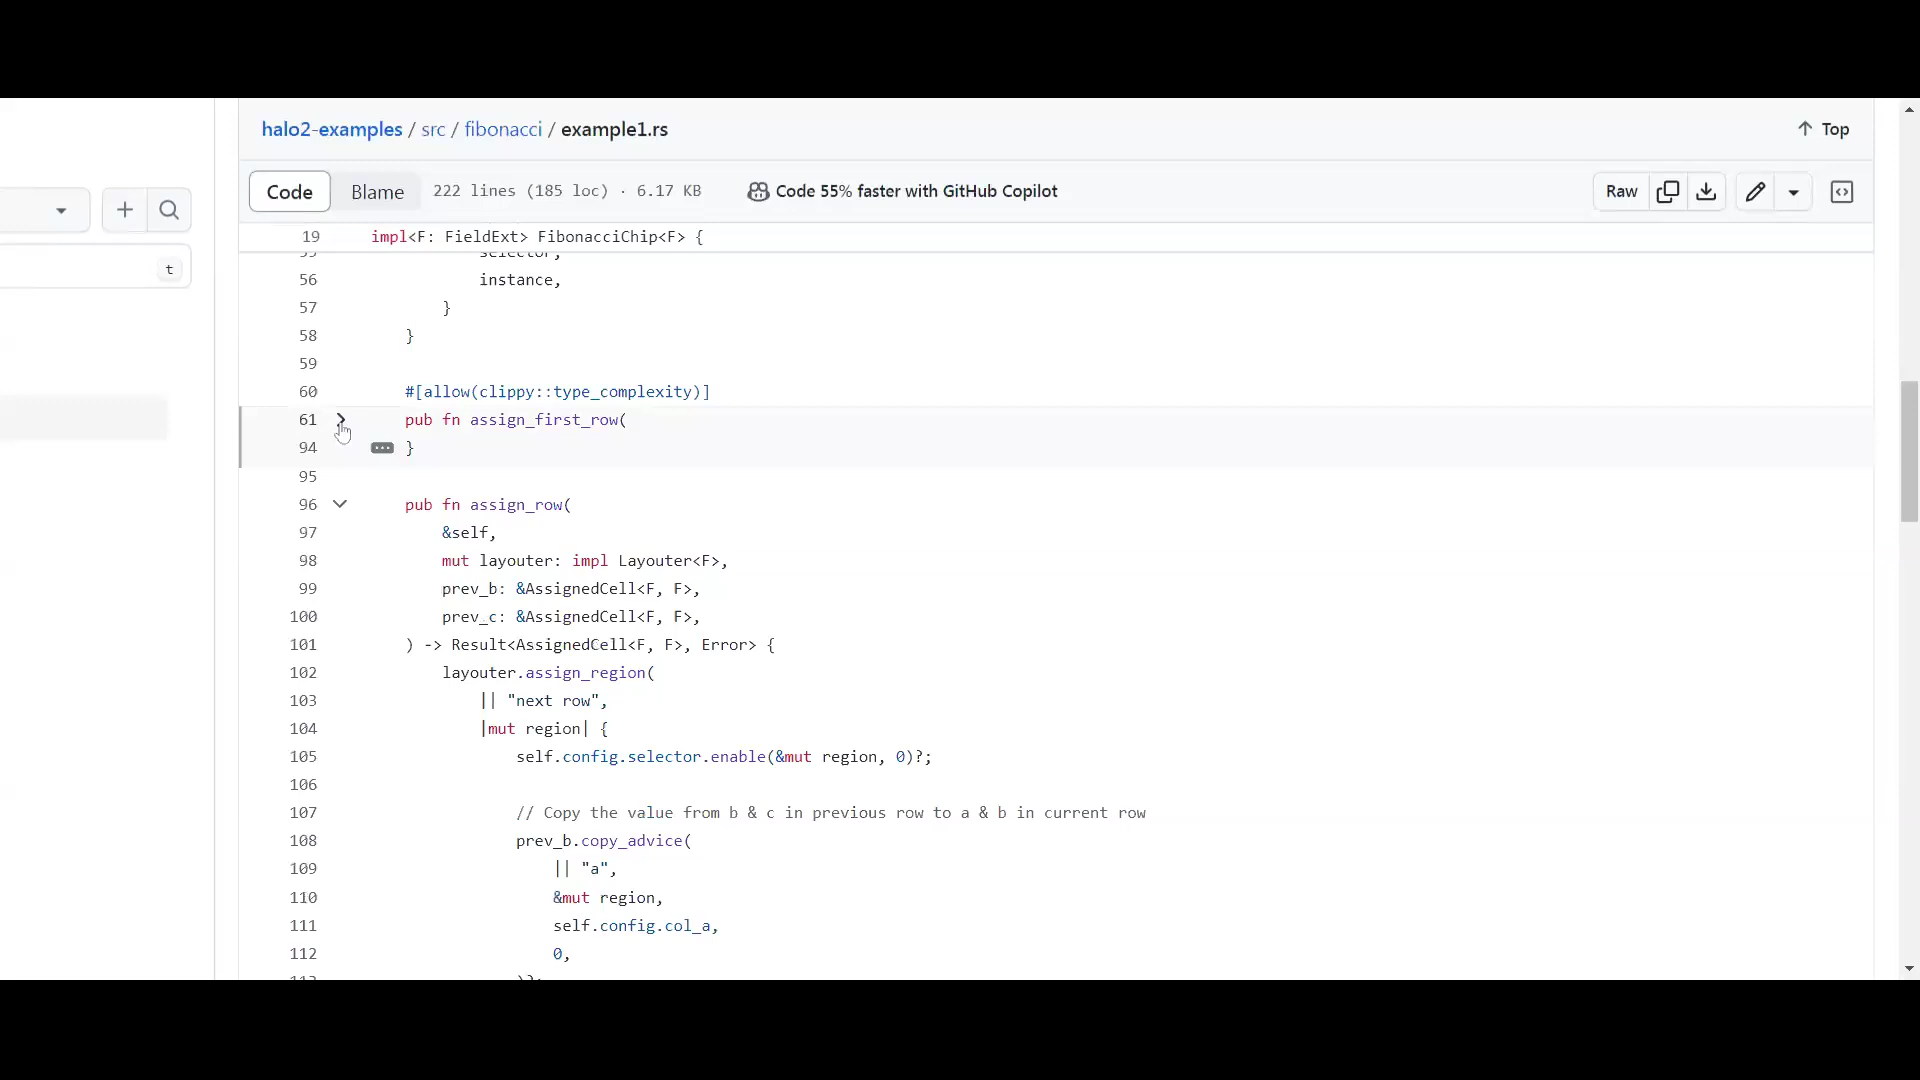 halo2-examples / src / fibonacci / example1.rs
Top
Code Blame 222 lines (185 loc) · 6.17 KB Code 55% faster with GitHub Copilot Raw
t
19 impl<F: FieldExt> FibonacciChip<F> {
55 selector,
56 instance,
57 }
58 }
59
60 #[allow(clippy::type_complexity)]
61 pub fn assign_first_row(
94 }
95
96 pub fn assign_row(
97 &self,
98 mut layouter: impl Layouter<F>,
99 prev_b: &AssignedCell<F, F>,
100 prev_c: &AssignedCell<F, F>,
101 ) -> Result<AssignedCell<F, F>, Error> {
102 layouter.assign_region(
103 || "next row",
104 |mut region| {
105 self.config.selector.enable(&mut region, 0)?;
106
107 // Copy the value from b & c in previous row to a & b in current row
108 prev_b.copy_advice(
109 || "a",
110 &mut region,
111 self.config.col_a,
112 0,
113 )?;